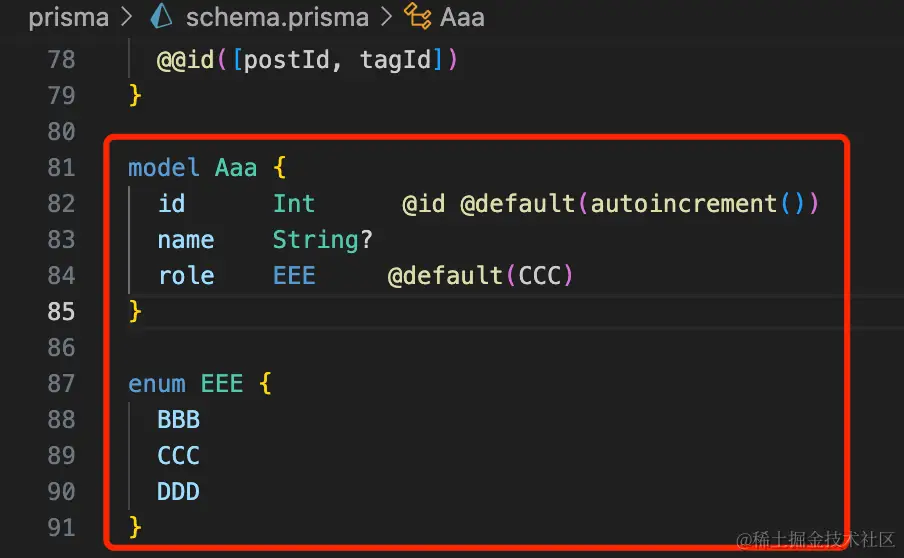 prisma > schema.prisma > Aaa
78 @@id([postId, tagId])
79 }
80
81 model Aaa {
82 id Int @id @default(autoincrement())
83 name String?
84 role EEE @default(CCC)
85 }
86
87 enum EEE {
88 BBB
89 CCC
90 DDD
91 }
@稀土掘金技术社区